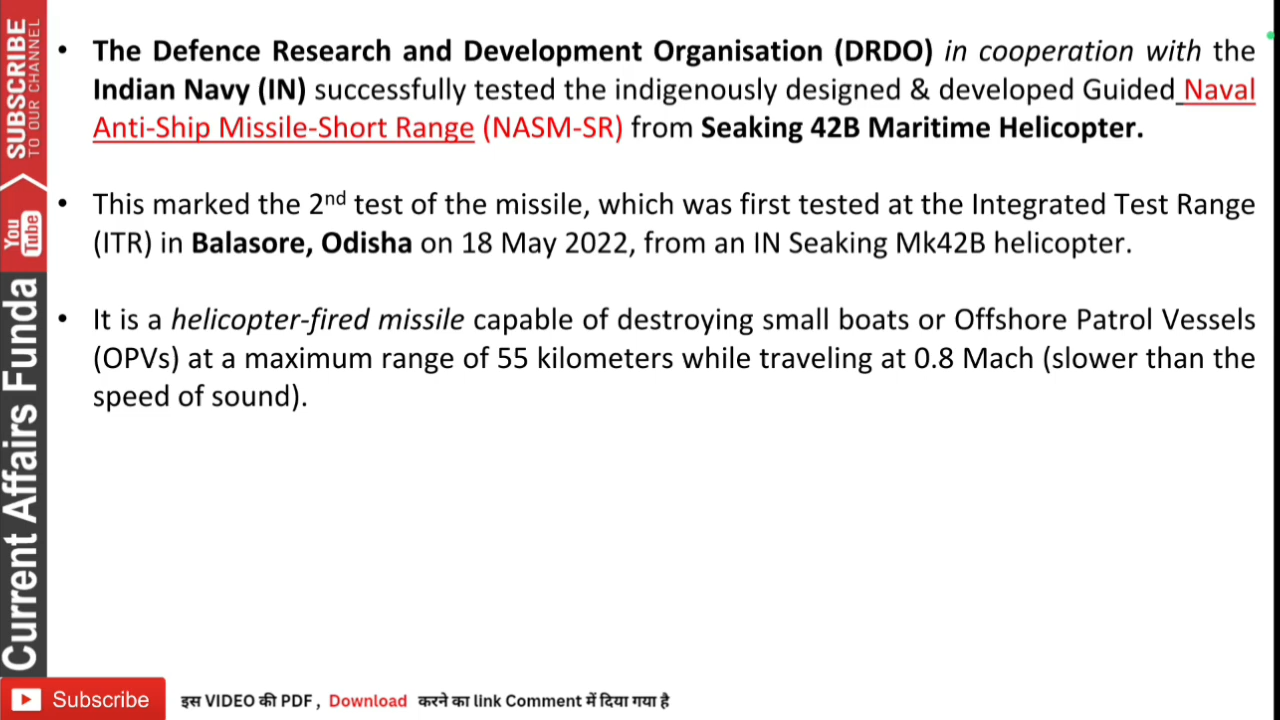 • The Defence Research and Development Organisation (DRDO) in cooperation with the
Indian Navy (IN) successfully tested the indigenously designed & developed Guided Naval
Anti-Ship Missile-Short Range (NASM-SR) from Seaking 42B Maritime Helicopter.
• This marked the 2nd test of the missile, which was first tested at the Integrated Test Range
(ITR) in Balasore, Odisha on 18 May 2022, from an IN Seaking Mk42B helicopter.
• It is a helicopter-fired missile capable of destroying small boats or Offshore Patrol Vessels
(OPVs) at a maximum range of 55 kilometers while traveling at 0.8 Mach (slower than the
speed of sound).
SUBSCRIBE
TO OUR CHANNEL
You
Tube
Current Affairs Funda
Subscribe
इस VIDEO की PDF , Download करने का link Comment में दिया गया है